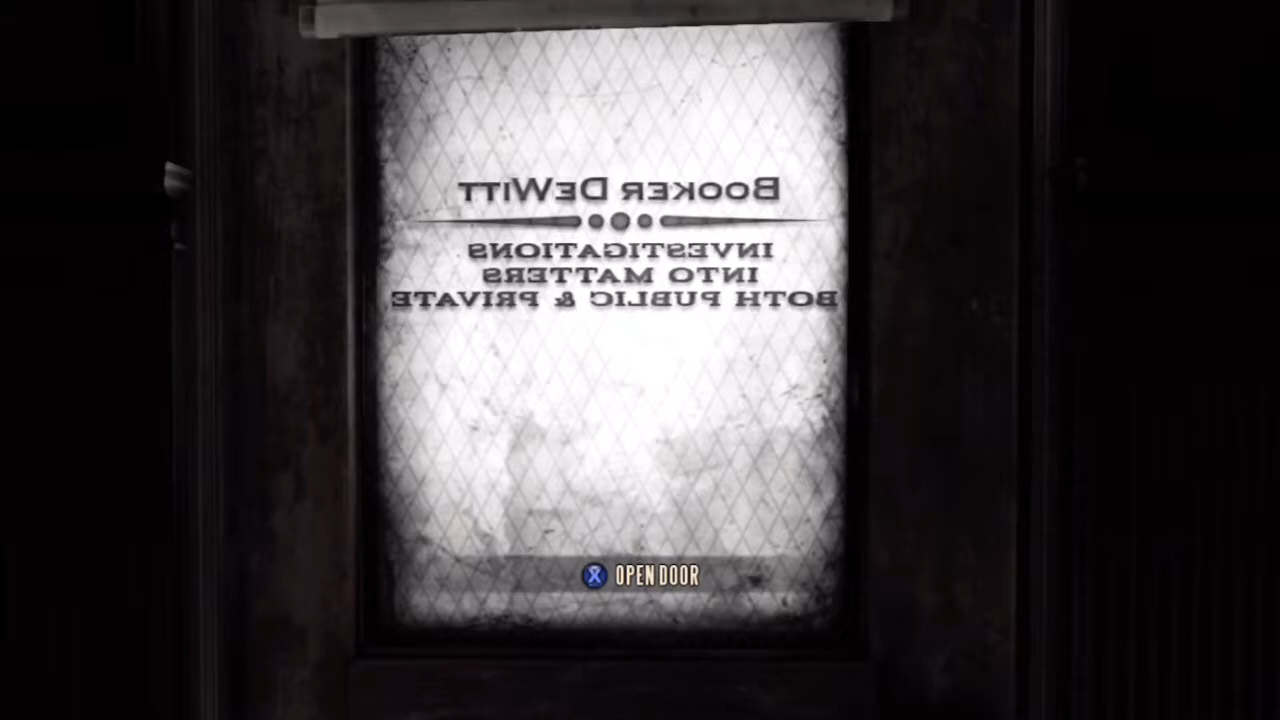 BOOKER DEWITT
INVESTIGATIONS
INTO MATTERS
BOTH PUBLIC & PRIVATE
X OPEN DOOR